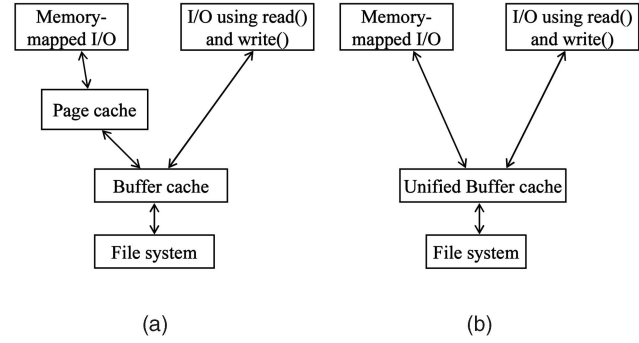 Memory-
mapped I/O
I/O using read()
and write()
Page cache
Buffer cache
File system
(a)
Memory-
mapped I/O
I/O using read()
and write()
Unified Buffer cache
File system
(b)